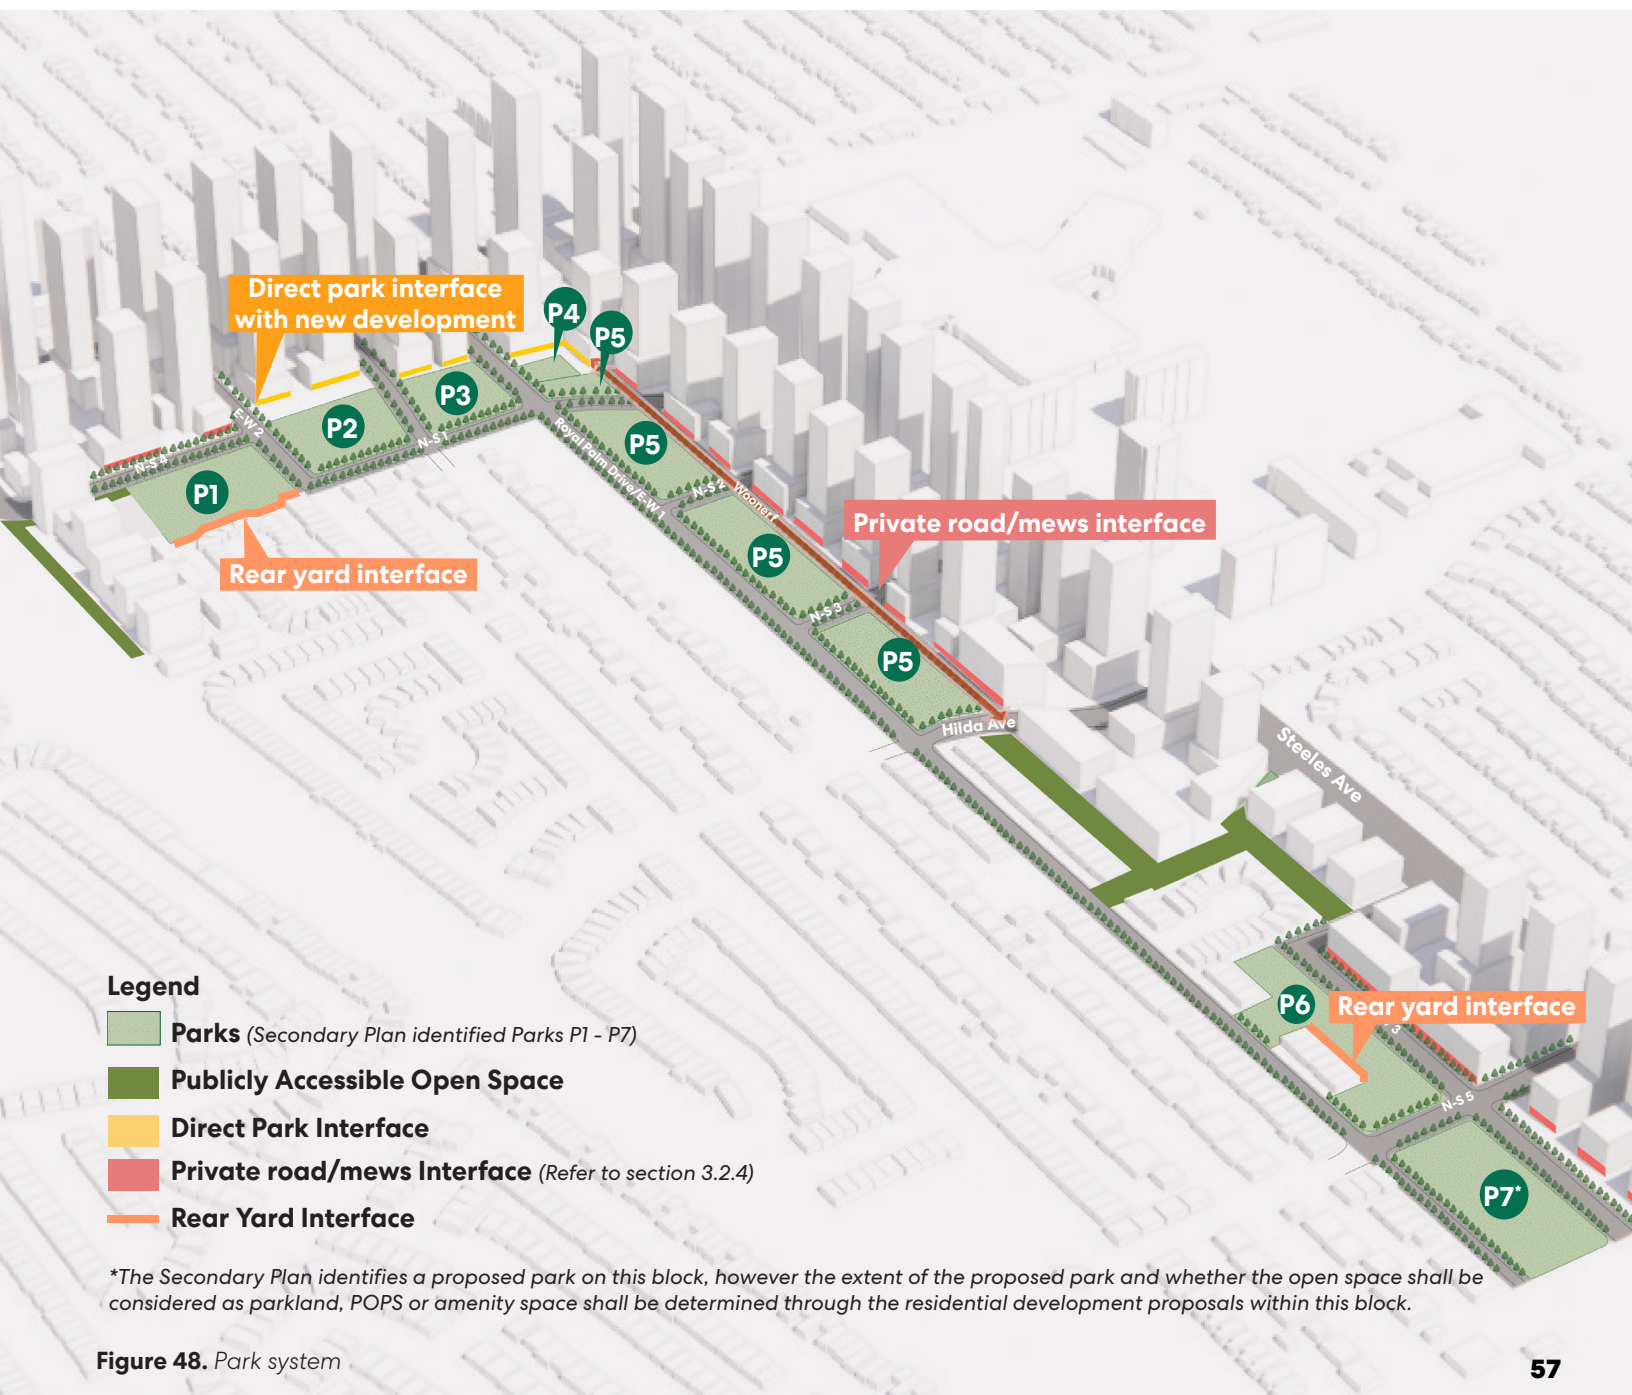 Direct park interface
with new development
P4
P5
P3
P2
E-W 2
N-S 1
N-S 4
P1
P5
Royal Palm Drive/E-W 1
Woonerf
Private road/mews interface
P5
Rear yard interface
N-S 3
P5
Hilda Ave
Steeles Ave
P6
Rear yard interface
N-S 5
P7*
Legend
Parks (Secondary Plan identified Parks P1 - P7)
Publicly Accessible Open Space
Direct Park Interface
Private road/mews Interface (Refer to section 3.2.4)
Rear Yard Interface
*The Secondary Plan identifies a proposed park on this block, however the extent of the proposed park and whether the open space shall be
considered as parkland, POPS or amenity space shall be determined through the residential development proposals within this block.
Figure 48. Park system
57